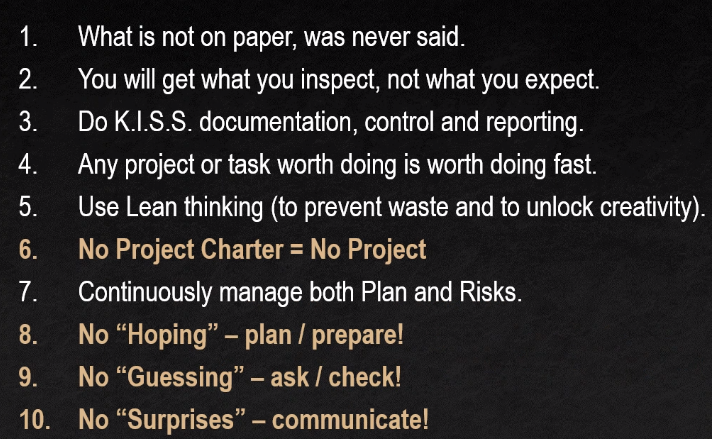 1. What is not on paper, was never said.
2. You will get what you inspect, not what you expect.
3. Do K.I.S.S. documentation, control and reporting.
4. Any project or task worth doing is worth doing fast.
5. Use Lean thinking (to prevent waste and to unlock creativity).
6. No Project Charter = No Project
7. Continuously manage both Plan and Risks.
8. No “Hoping” – plan / prepare!
9. No “Guessing” – ask / check!
10. No “Surprises” – communicate!